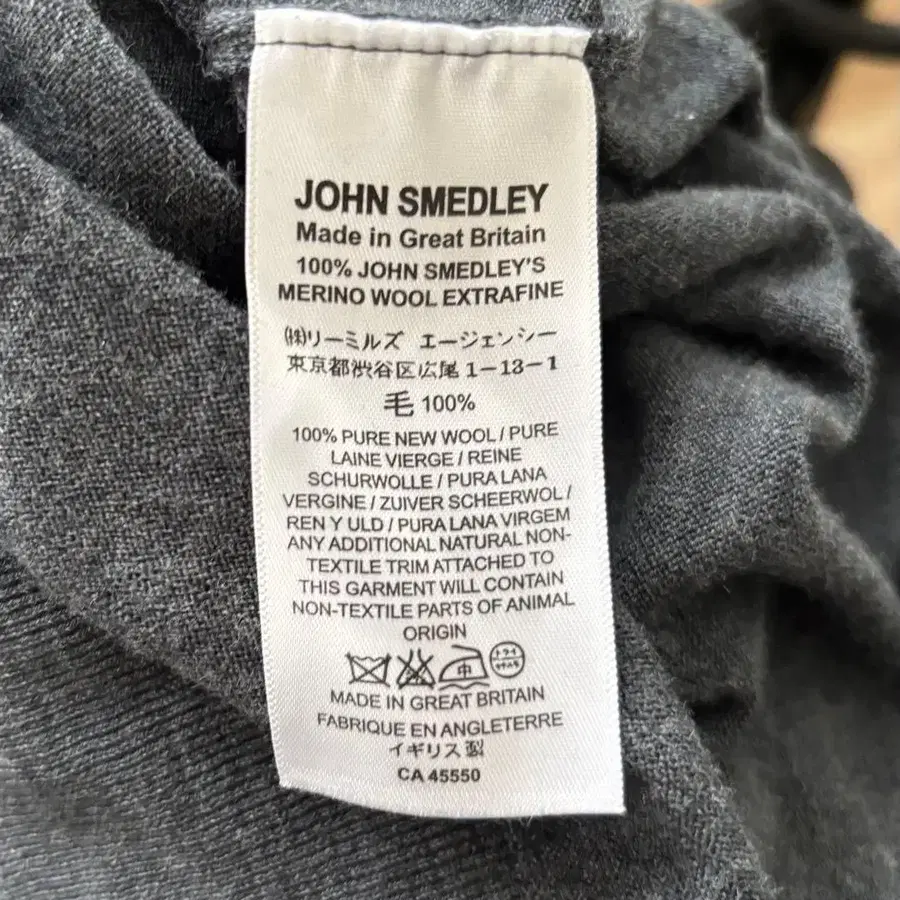 JOHN SMEDLEY
Made in Great Britain
100% JOHN SMEDLEY'S
MERINO WOOL EXTRAFINE
㈱リーミルズ エージェンシー
東京都渋谷区広尾1-13-1
毛 100%
100% PURE NEW WOOL / PURE
LAINE VIERGE / REINE
SCHURWOLLE / PURA LANA
VERGINE / ZUIVER SCHEERWOL /
REN Y ULD / PURA LANA VIRGEM
ANY ADDITIONAL NATURAL NON-
TEXTILE TRIM ATTACHED TO
THIS GARMENT WILL CONTAIN
NON-TEXTILE PARTS OF ANIMAL
ORIGIN
中 ドライ
MADE IN GREAT BRITAIN
FABRIQUE EN ANGLETERRE
イギリス製
CA 45550